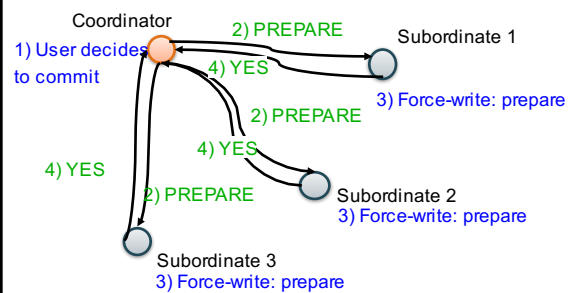 Coordinator
2) PREPARE
Subordinate 1
1) User decides
to commit
4) YES
3) Force-write: prepare
2) PREPARE
4) YES
4) YES
2) PREPARE
Subordinate 2
3) Force-write: prepare
Subordinate 3
3) Force-write: prepare